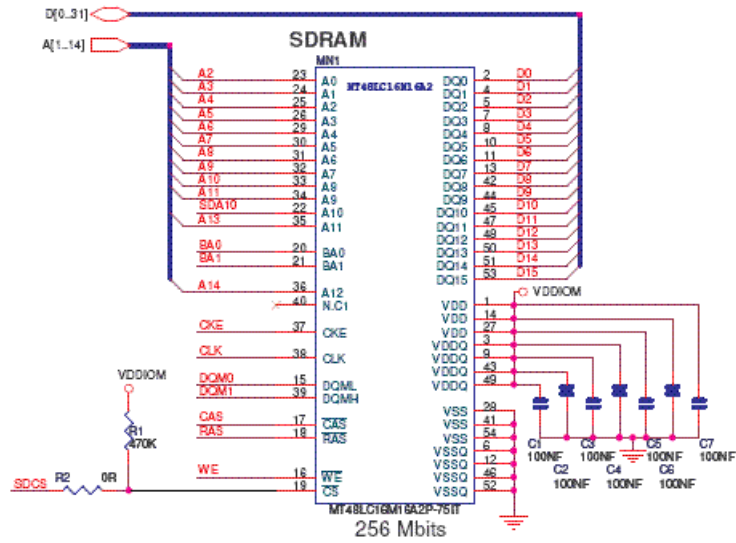 D[0..31]
A[1..14]
SDRAM
MN1
MT48LC16M16A2
A2 23 A0 DQ0 2 D0
A3 24 A1 DQ1 4 D1
A4 25 A2 DQ2 5 D2
A5 26 A3 DQ3 7 D3
A6 29 A4 DQ4 8 D4
A7 30 A5 DQ5 10 D5
A8 31 A6 DQ6 11 D6
A9 32 A7 DQ7 13 D7
A10 33 A8 DQ8 42 D8
A11 34 A9 DQ9 44 D9
SDA10 22 A10 DQ10 45 D10
A13 35 A11 DQ11 47 D11
DQ12 48 D12
BA0 20 BA0 DQ13 50 D13
BA1 21 BA1 DQ14 51 D14
DQ15 53 D15
A14 36 A12
VDDIOM
40 N.C1 VDD 1
VDD 14
CKE 37 CKE VDD 27
VDDQ 3
CLK 38 CLK VDDQ 9
VDDQ 43
VDDIOM
DQM0 15 DQML VDDQ 49
DQM1 39 DQMH
VSS 28
CAS 17 CAS VSS 41
RAS 18 RAS VSS 54
R1
470K
VSSQ 6
VSSQ 12
WE 16 WE VSSQ 46
SDCS R2 0R 19 CS VSSQ 52
C1 C3 C5 C7
100NF 100NF 100NF 100NF
C2 C4 C6
100NF 100NF 100NF
MT48LC16M16A2P-75IT
256 Mbits